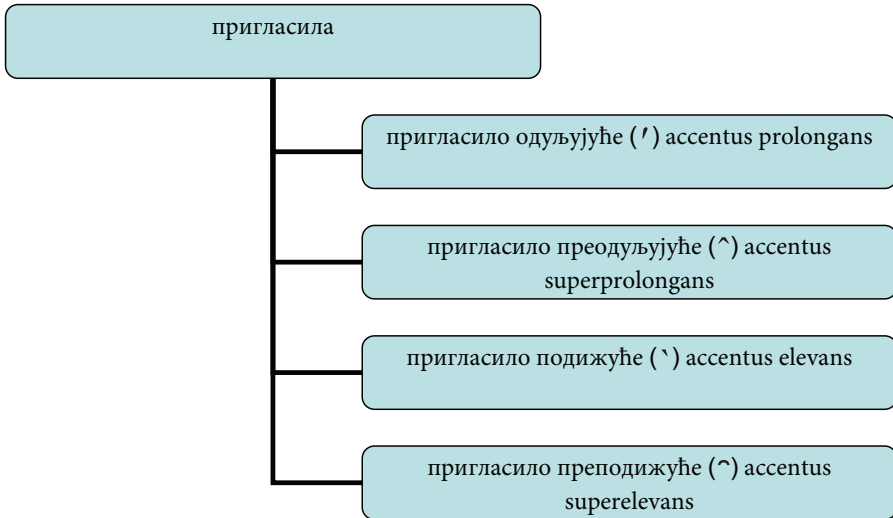 пригласила
пригласило одуљујуће (′) accentus prolongans
пригласило преодуљујуће (^) accentus
superprolongans
пригласило подижуће (`) accentus elevans
пригласило преподижуће (⌒) accentus
superelevans